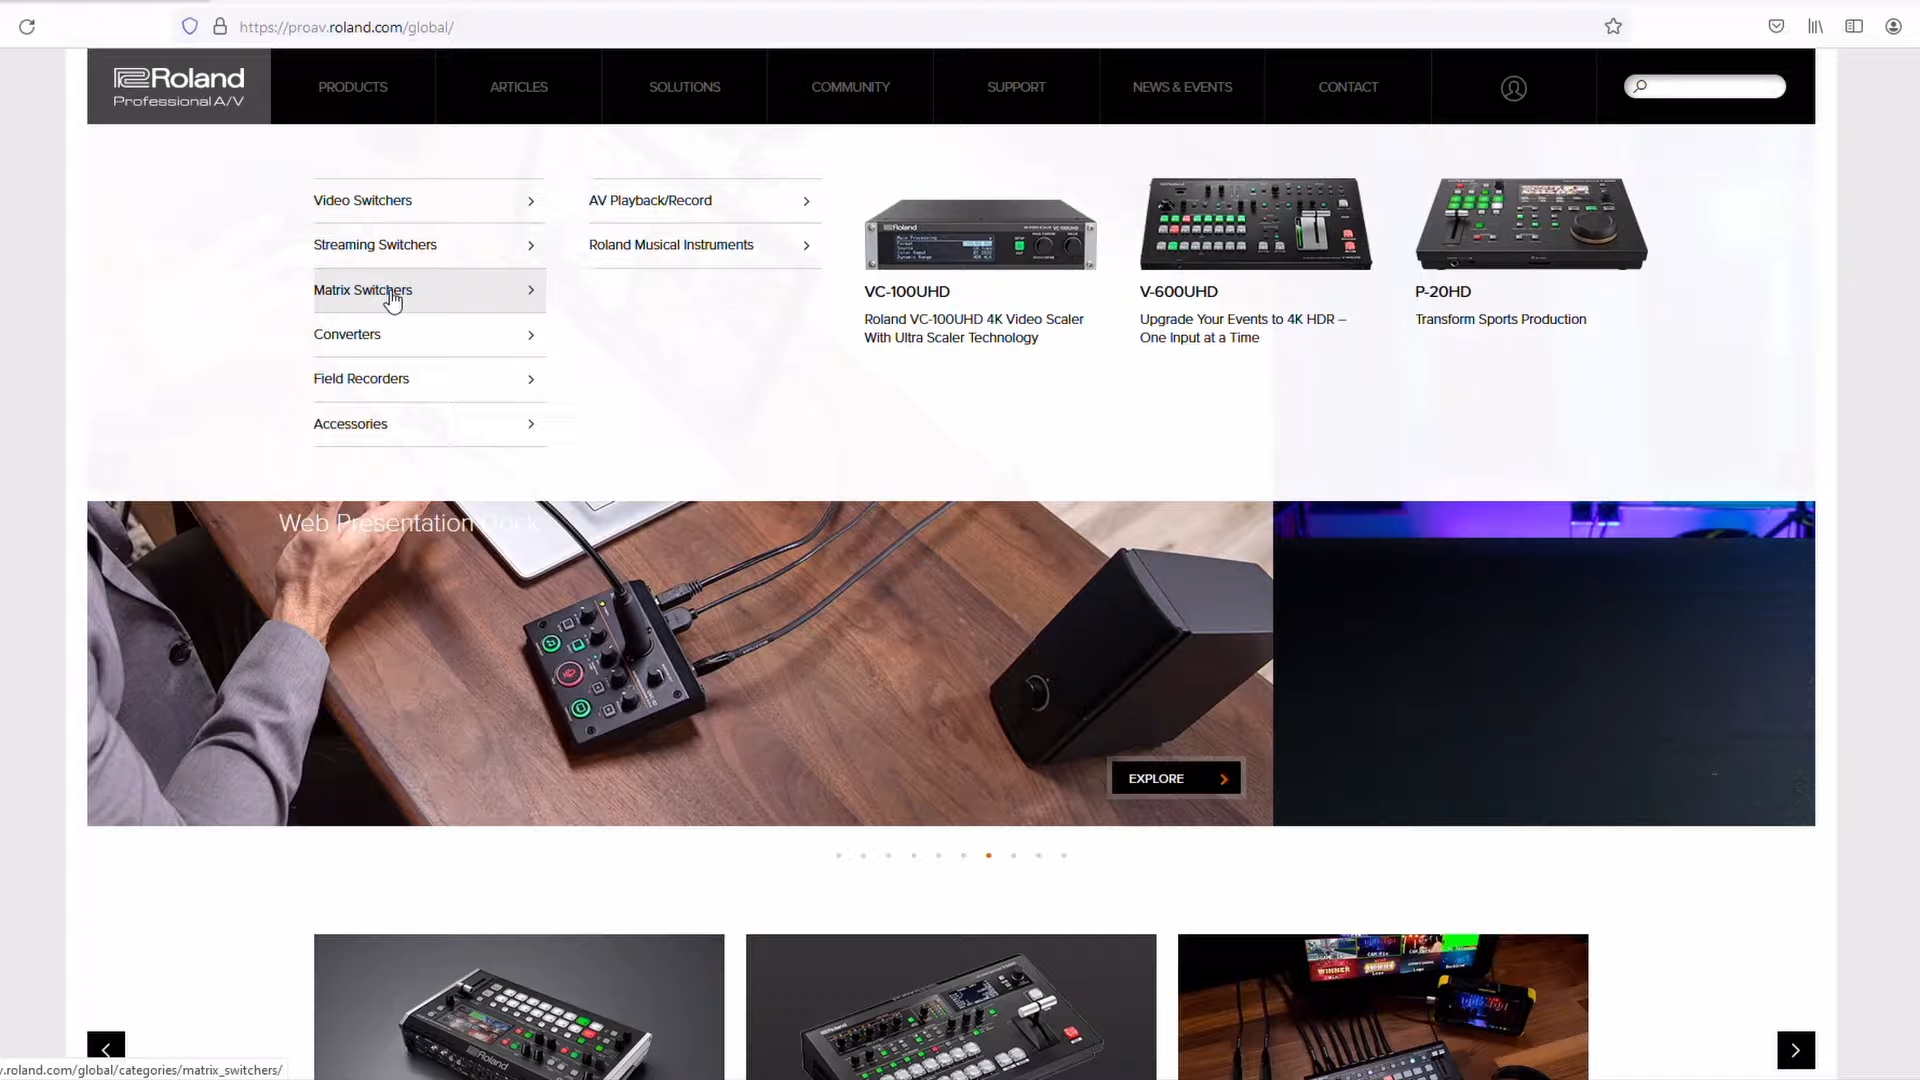 https://proav.roland.com/global/
Roland
Professional A/V
PRODUCTS
ARTICLES
SOLUTIONS
COMMUNITY
SUPPORT
NEWS & EVENTS
CONTACT
Video Switchers
Streaming Switchers
Matrix Switchers
Converters
Field Recorders
Accessories
AV Playback/Record
Roland Musical Instruments
VC-100UHD
Roland VC-100UHD 4K Video Scaler
With Ultra Scaler Technology
V-600UHD
Upgrade Your Events to 4K HDR –
One Input at a Time
P-20HD
Transform Sports Production
Web Presentation Dock
EXPLORE
Roland
WINNER
v.roland.com/global/categories/matrix_switchers/